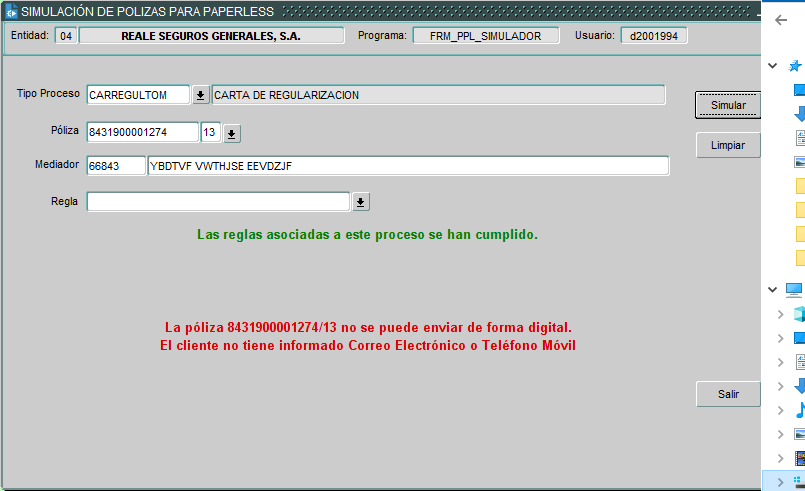 SIMULACIÓN DE POLIZAS PARA PAPERLESS
Entidad: 04 REALE SEGUROS GENERALES, S.A. Programa: FRM_PPL_SIMULADOR Usuario: d2001994
Tipo Proceso CARREGULTOM CARTA DE REGULARIZACION
Simular
Póliza 8431900001274 13
Limpiar
Mediador 66843 YBDTVF VWTHJSE EEVDZJF
Regla
Las reglas asociadas a este proceso se han cumplido.
La póliza 8431900001274/13 no se puede enviar de forma digital.
El cliente no tiene informado Correo Electrónico o Teléfono Móvil
Salir